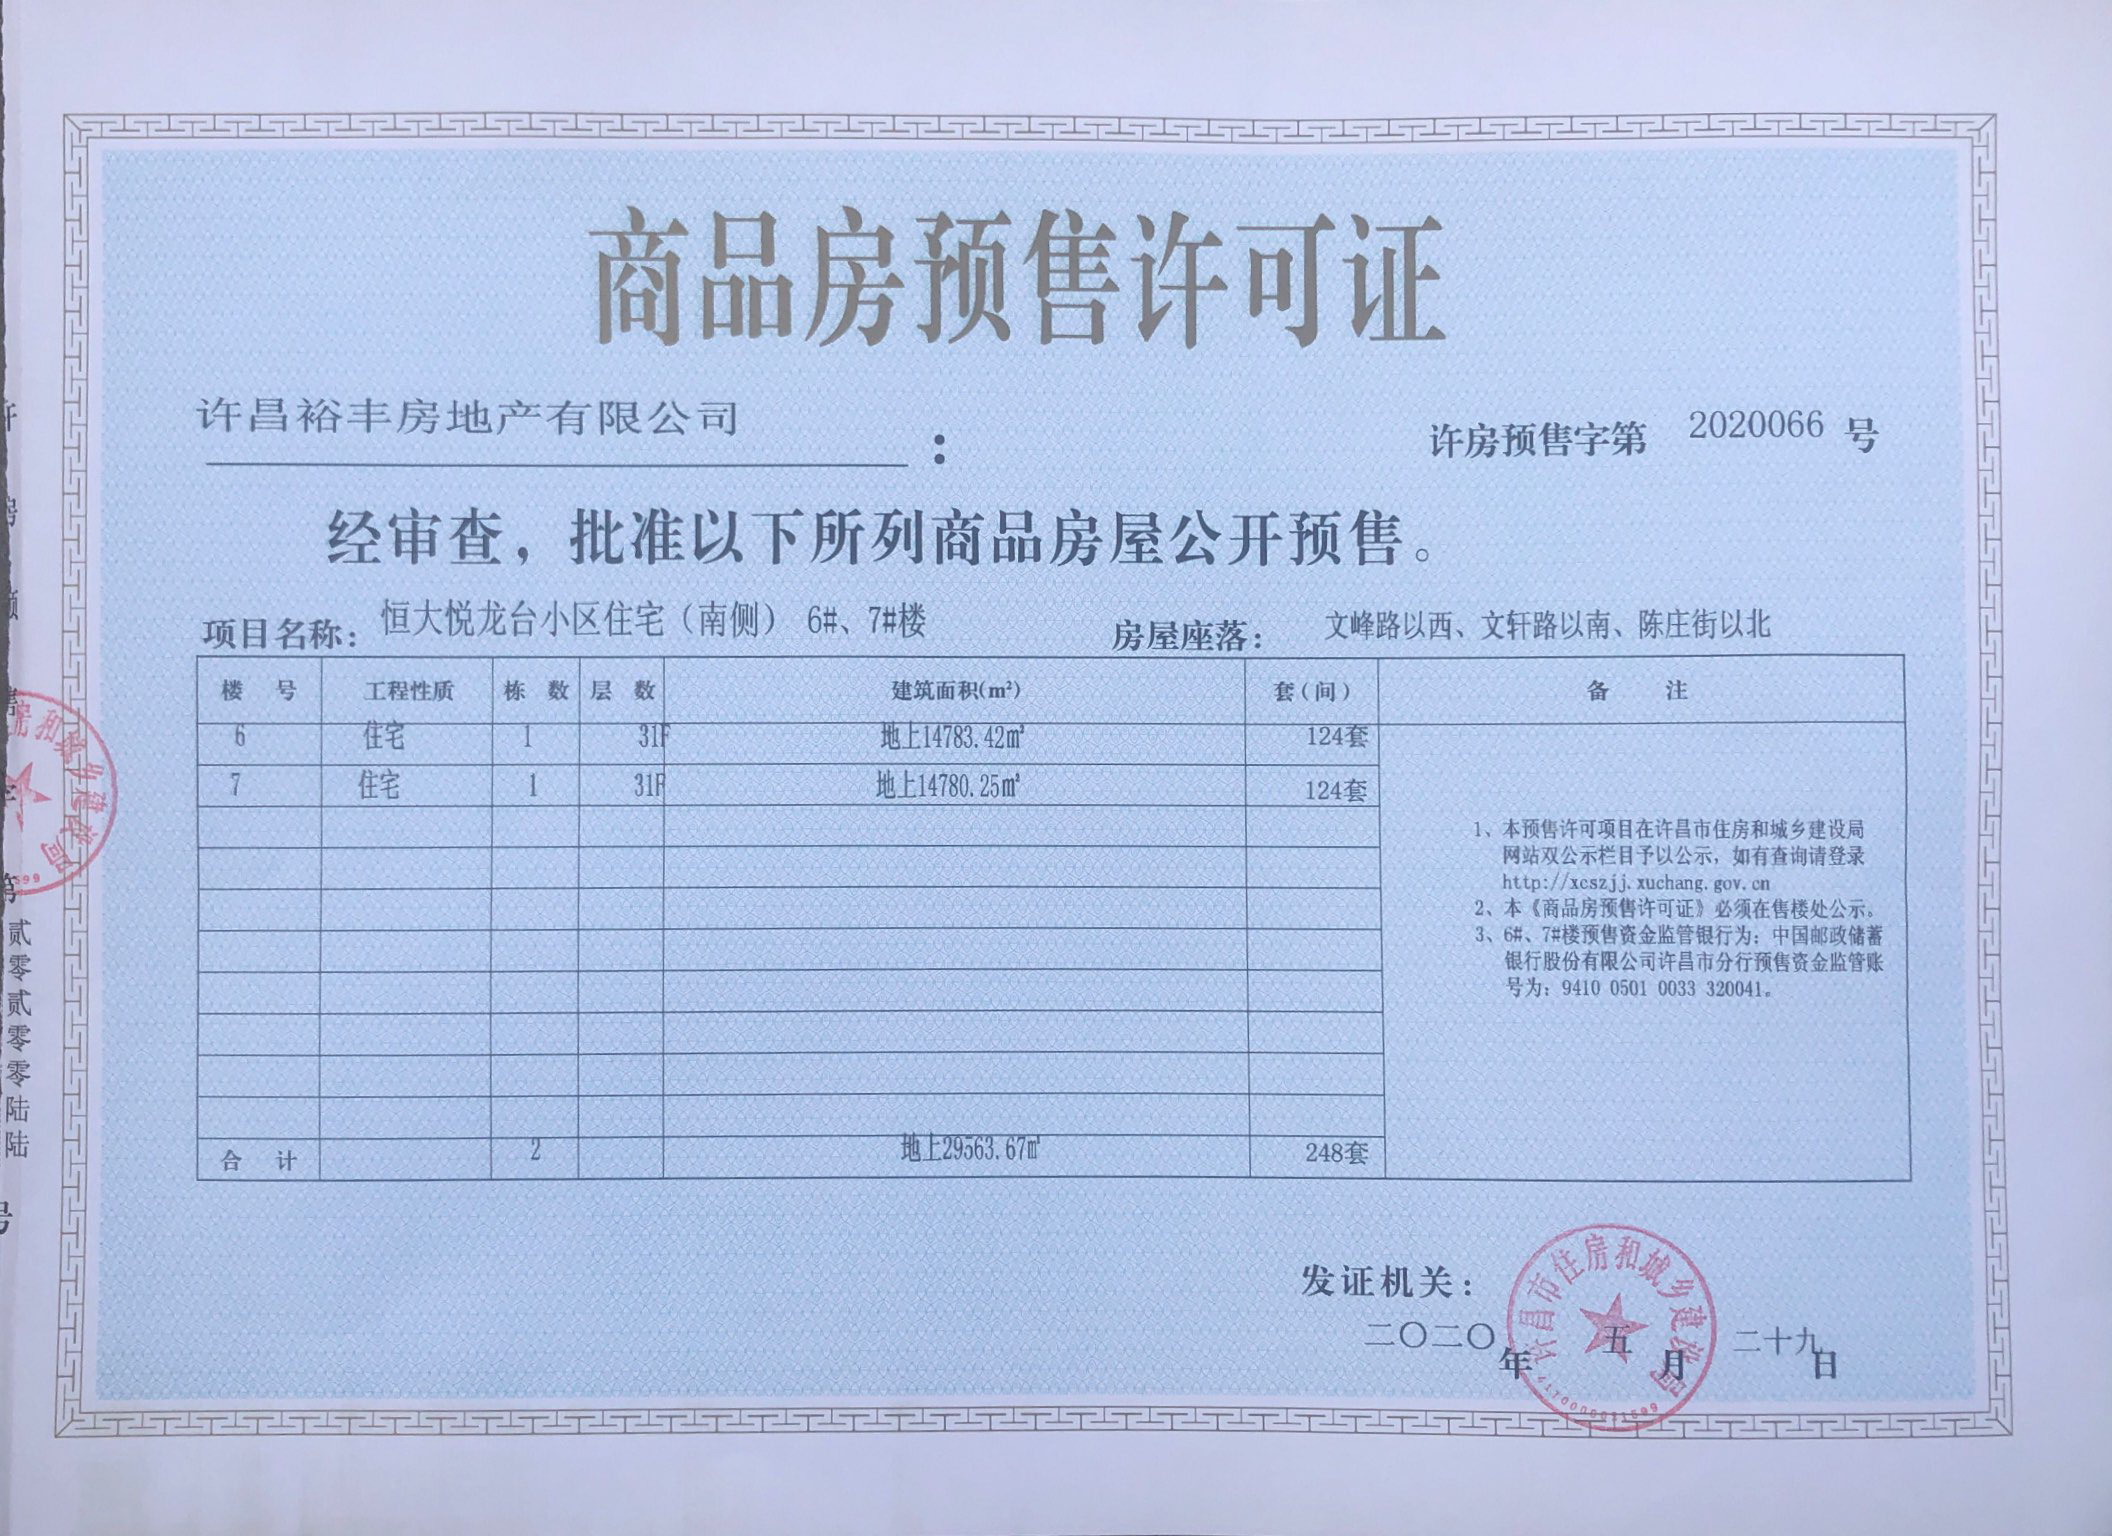 商品房预售许可证
许昌裕丰房地产有限公司：
许房预售字第 2020066 号
经审查，批准以下所列商品房屋公开预售。
项目名称： 恒大悦龙台小区住宅（南侧） 6#、7#楼
房屋座落： 文峰路以西、文轩路以南、陈庄街以北
楼 号 工程性质 栋 数 层 数 建筑面积(m²) 套（间） 备 注
6 住宅 1 31F 地上14783.42㎡ 124套
7 住宅 1 31F 地上14780.25㎡ 124套
1、本预售许可项目在许昌市住房和城乡建设局
网站双公示栏目予以公示，如有查询请登录
http://xcszjj.xuchang.gov.cn
2、本《商品房预售许可证》必须在售楼处公示。
3、6#、7#楼预售资金监管银行为：中国邮政储蓄
银行股份有限公司许昌市分行预售资金监管账
号为：9410 0501 0033 320041。
合 计 2 地上29563.67㎡ 248套
发证机关：
二〇二〇年 五月 二十九日
许昌市住房和城乡建设局
贰零贰零零陆陆
号